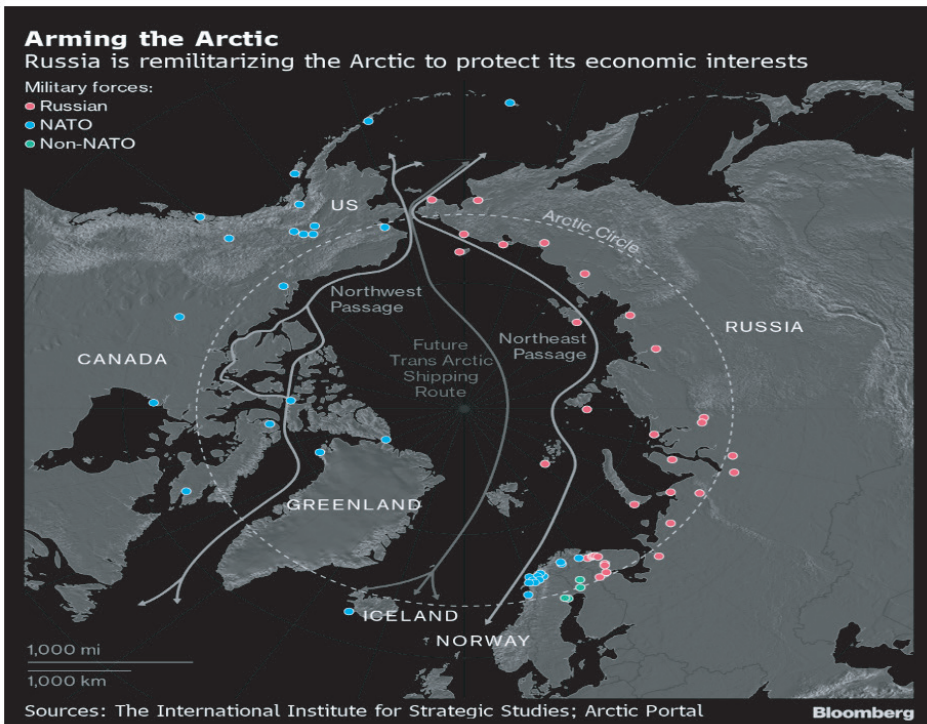 Arming the Arctic
Russia is remilitarizing the Arctic to protect its economic interests
Military forces:
Russian
NATO
Non-NATO
US
Arctic Circle
Northwest
Passage
Northeast
Passage
RUSSIA
Future
Trans Arctic
Shipping
Route
CANADA
GREENLAND
ICELAND
NORWAY
1,000 mi
1,000 km
Sources: The International Institute for Strategic Studies; Arctic Portal
Bloomberg